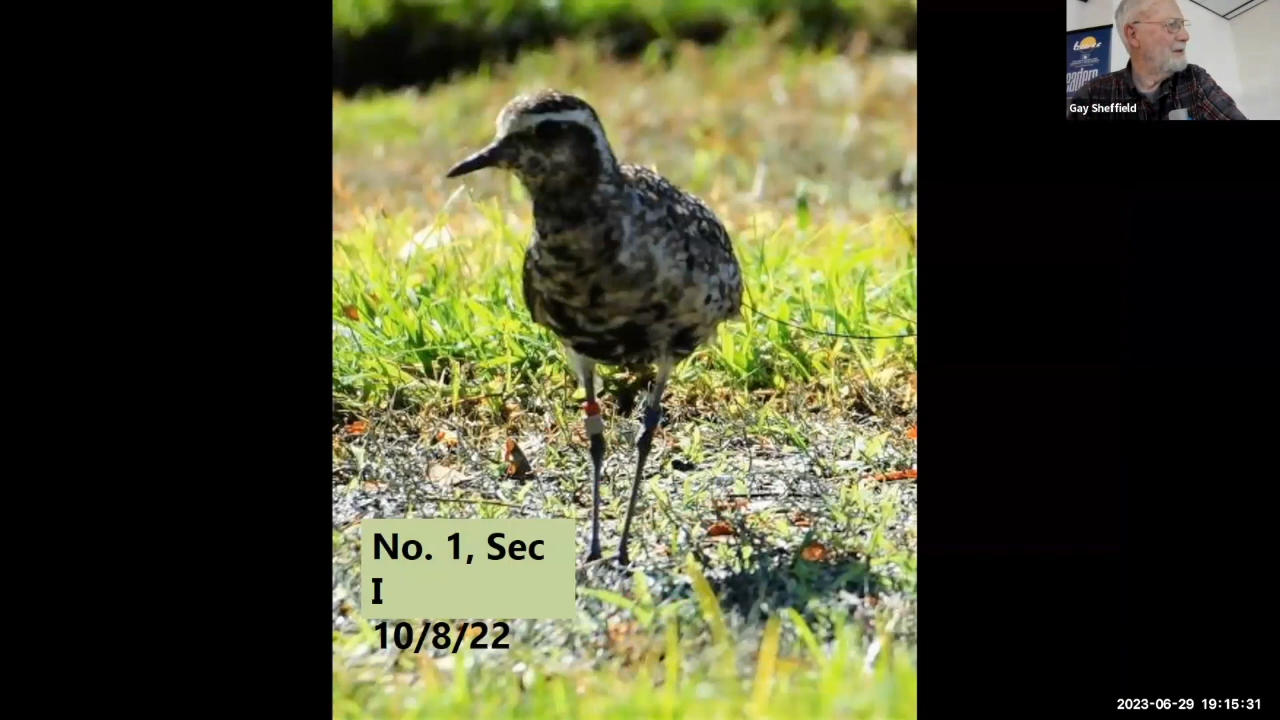 Gay Sheffield
No. 1, Sec
I
10/8/22
2023-06-29 19:15:31